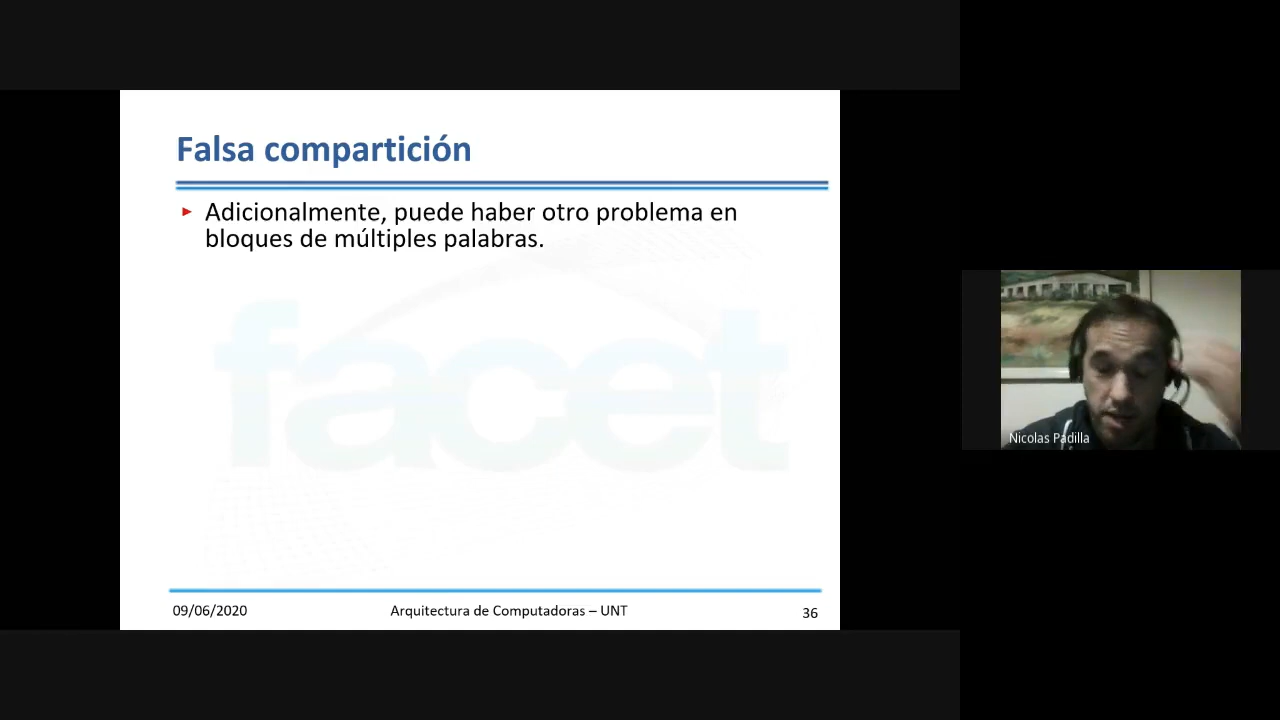 Falsa compartición
Adicionalmente, puede haber otro problema en
bloques de múltiples palabras.
facet
09/06/2020
Arquitectura de Computadoras – UNT
36
Nicolas Padilla